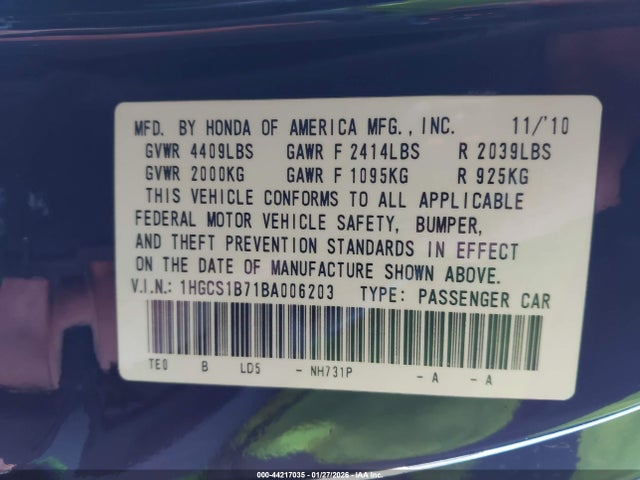 MFD. BY HONDA OF AMERICA MFG., INC. 11/'10
GVWR 4409LBS GAWR F 2414LBS R 2039LBS
GVWR 2000KG GAWR F 1095KG R 925KG
THIS VEHICLE CONFORMS TO ALL APPLICABLE
FEDERAL MOTOR VEHICLE SAFETY, BUMPER,
AND THEFT PREVENTION STANDARDS IN EFFECT
ON THE DATE OF MANUFACTURE SHOWN ABOVE.
V.I.N.: 1HGCS1B71BA006203 TYPE: PASSENGER CAR
TE0 B LD5 - NH731P - A - A
000-44217035 - 01/27/2026 - IAA Inc.